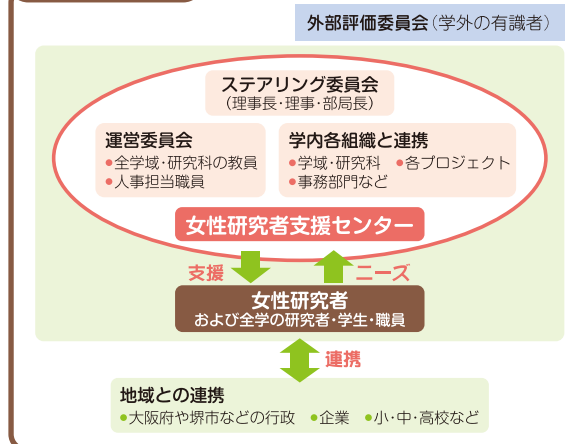 外部評価委員会（学外の有識者）
ステアリング委員会
（理事長・理事・部局長）
運営委員会
●全学域・研究科の教員
●人事担当職員
学内各組織と連携
●学域・研究科 ●各プロジェクト
●事務部門など
女性研究者支援センター
支援
ニーズ
女性研究者
および全学の研究者・学生・職員
連携
地域との連携
●大阪府や堺市などの行政 ●企業 ●小・中・高校など